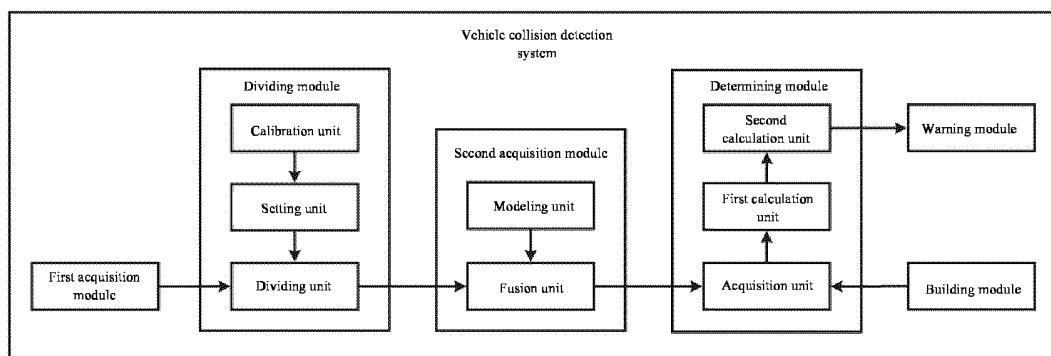 Vehicle collision detection
system
Dividing module
Calibration unit
Setting unit
Dividing unit
First acquisition
module
Second acquisition module
Modeling unit
Fusion unit
Determining module
Second
calculation unit
First calculation
unit
Acquisition unit
Warning module
Building module